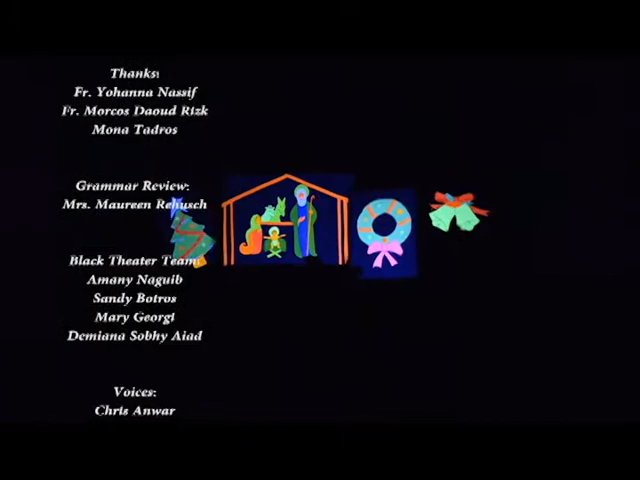 Thanks:
Fr. Yohanna Nassif
Fr. Morcos Daoud Rizk
Mona Tadros
Grammar Review:
Mrs. Maureen Rehusch
Black Theater Team:
Amany Naguib
Sandy Botros
Mary Georgi
Demiana Sobhy Aiad
Voices:
Chris Anwar